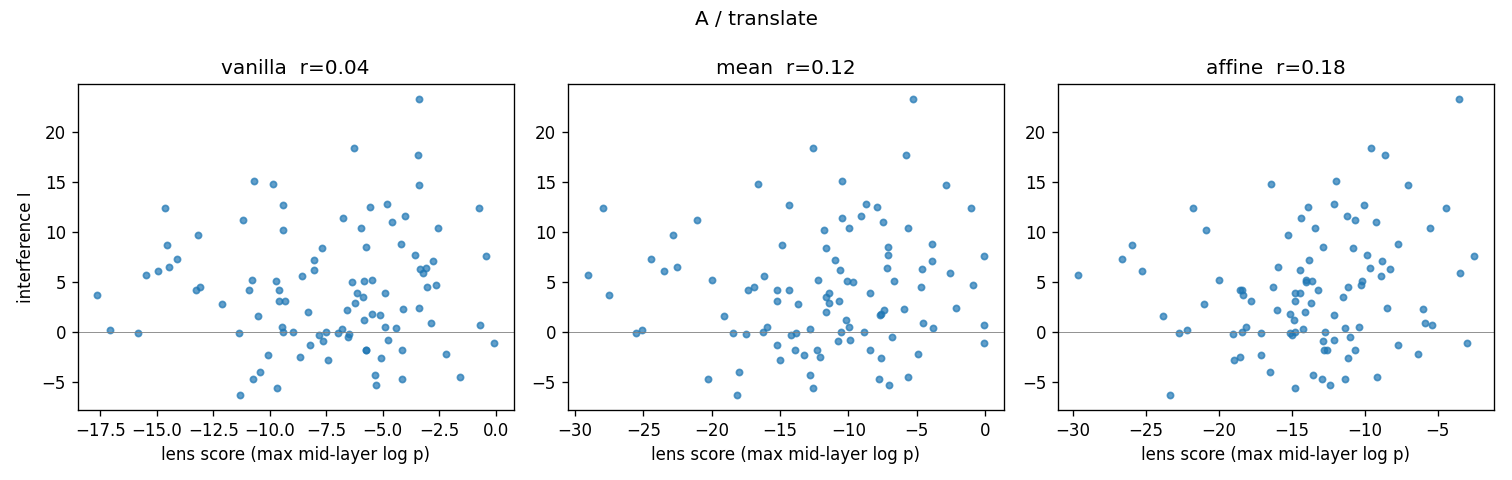 A / translate
vanilla  r=0.04
mean  r=0.12
affine  r=0.18
interference I
20
15
10
5
0
−5
20
15
10
5
0
−5
20
15
10
5
0
−5
−17.5 −15.0 −12.5 −10.0 −7.5 −5.0 −2.5 0.0
−30 −25 −20 −15 −10 −5 0
−30 −25 −20 −15 −10 −5
lens score (max mid-layer log p)
lens score (max mid-layer log p)
lens score (max mid-layer log p)